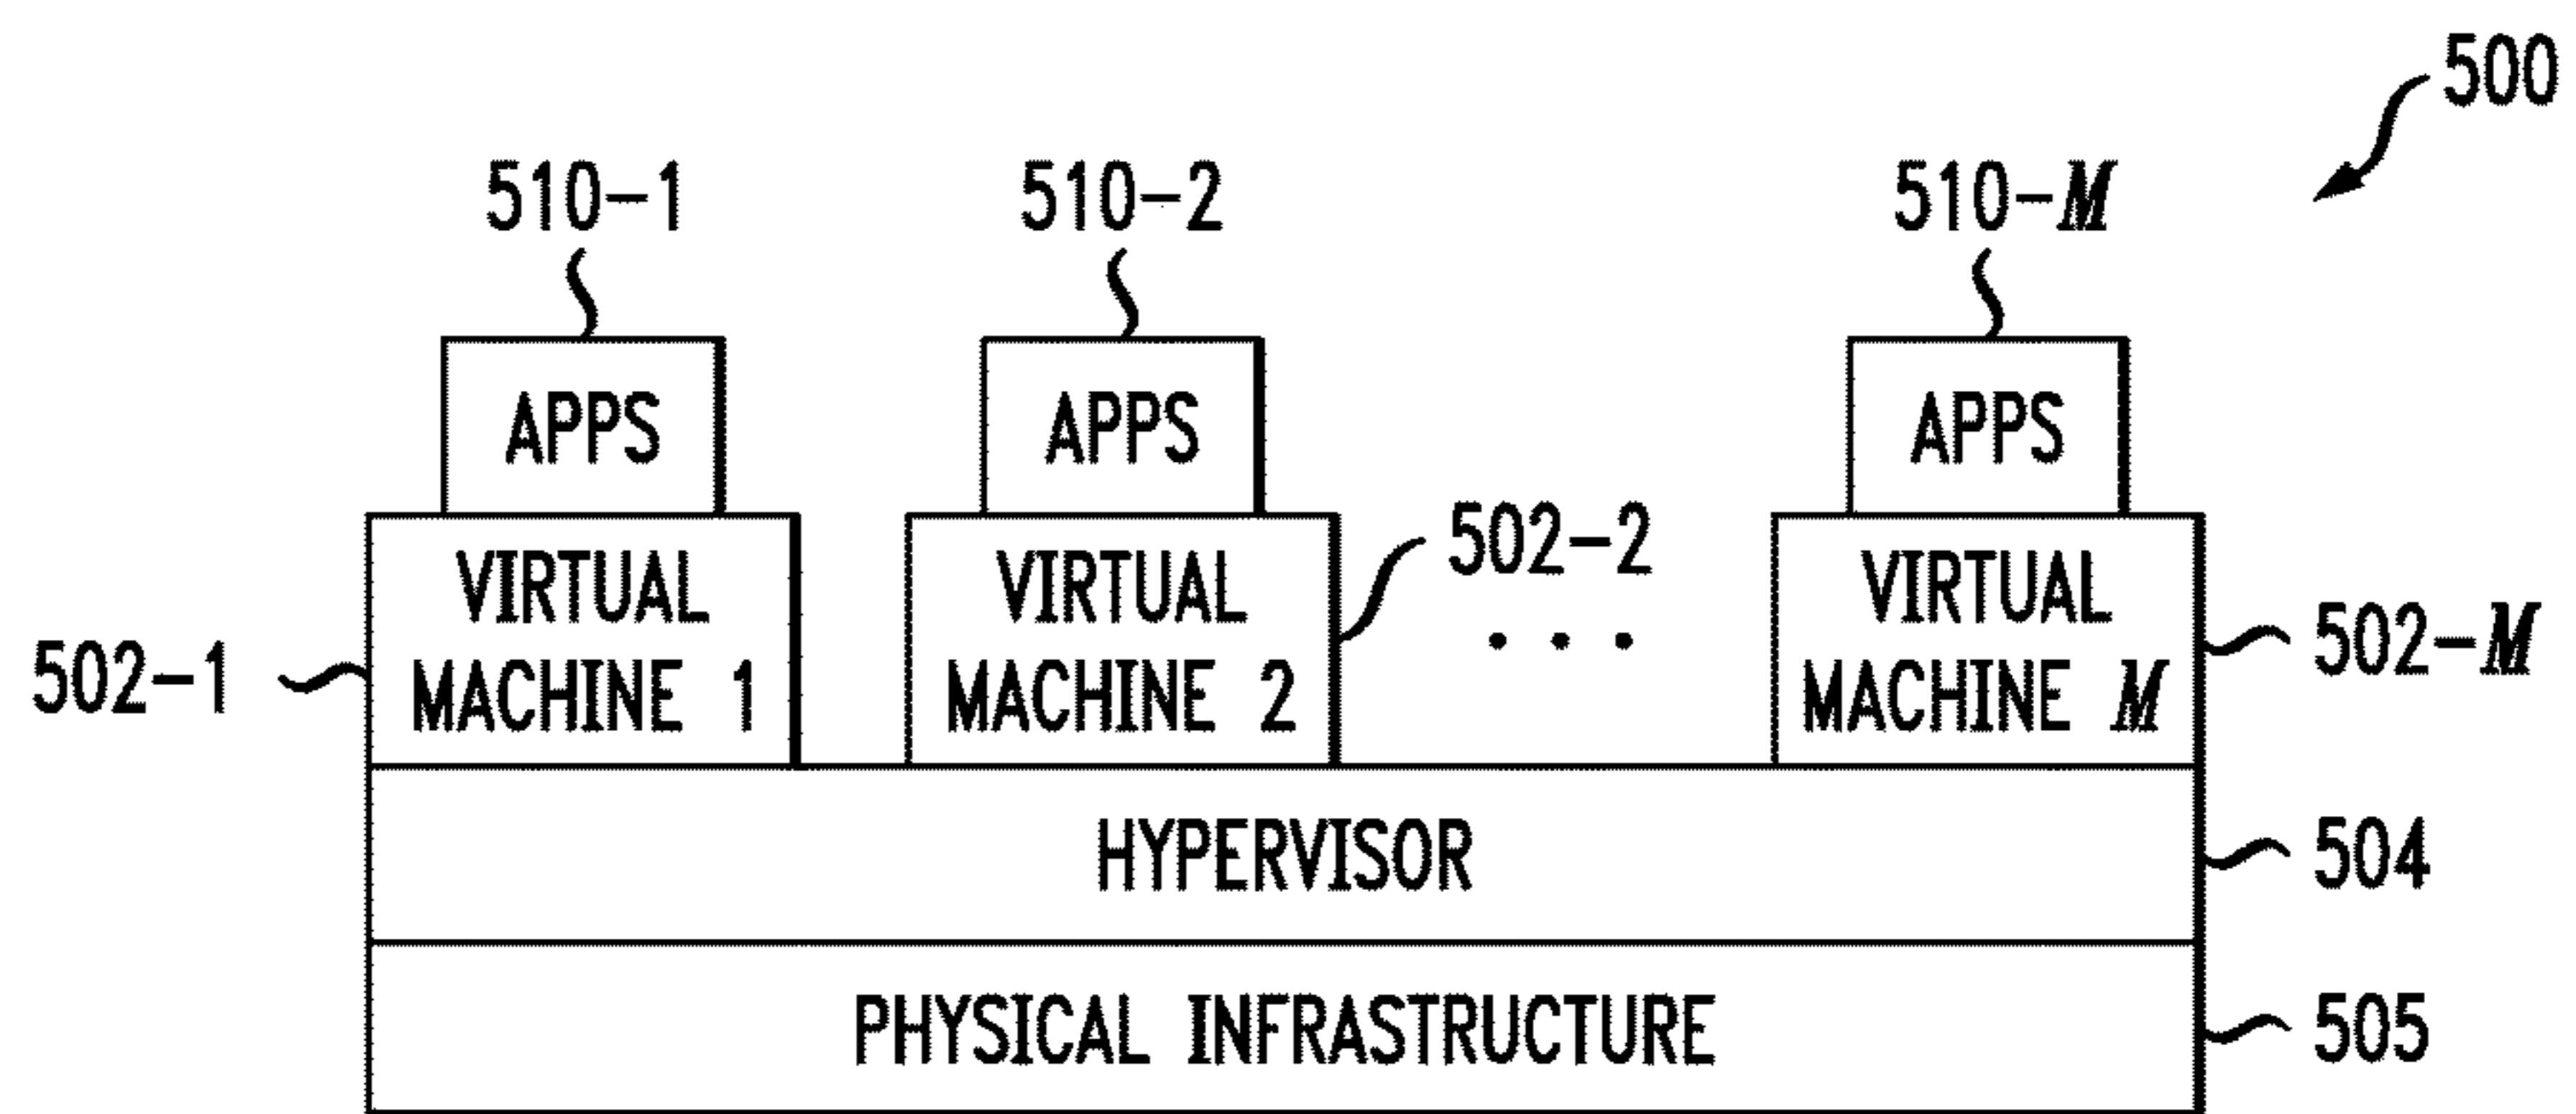 500
510-1 510-2 510-M
APPS APPS APPS
502-2
VIRTUAL VIRTUAL VIRTUAL
502-1 502-M
MACHINE 1 MACHINE 2 MACHINE M
HYPERVISOR 504
PHYSICAL INFRASTRUCTURE 505